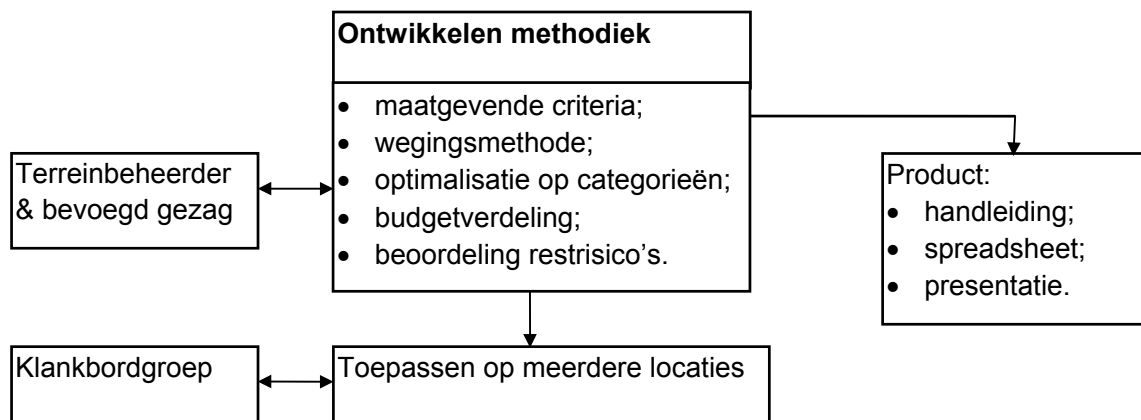 Ontwikkelen methodiek
• maatgevende criteria;
• wegingsmethode;
• optimalisatie op categorieën;
• budgetverdeling;
• beoordeling restrisico’s.
Terreinbeheerder
& bevoegd gezag
Product:
• handleiding;
• spreadsheet;
• presentatie.
Klankbordgroep
Toepassen op meerdere locaties